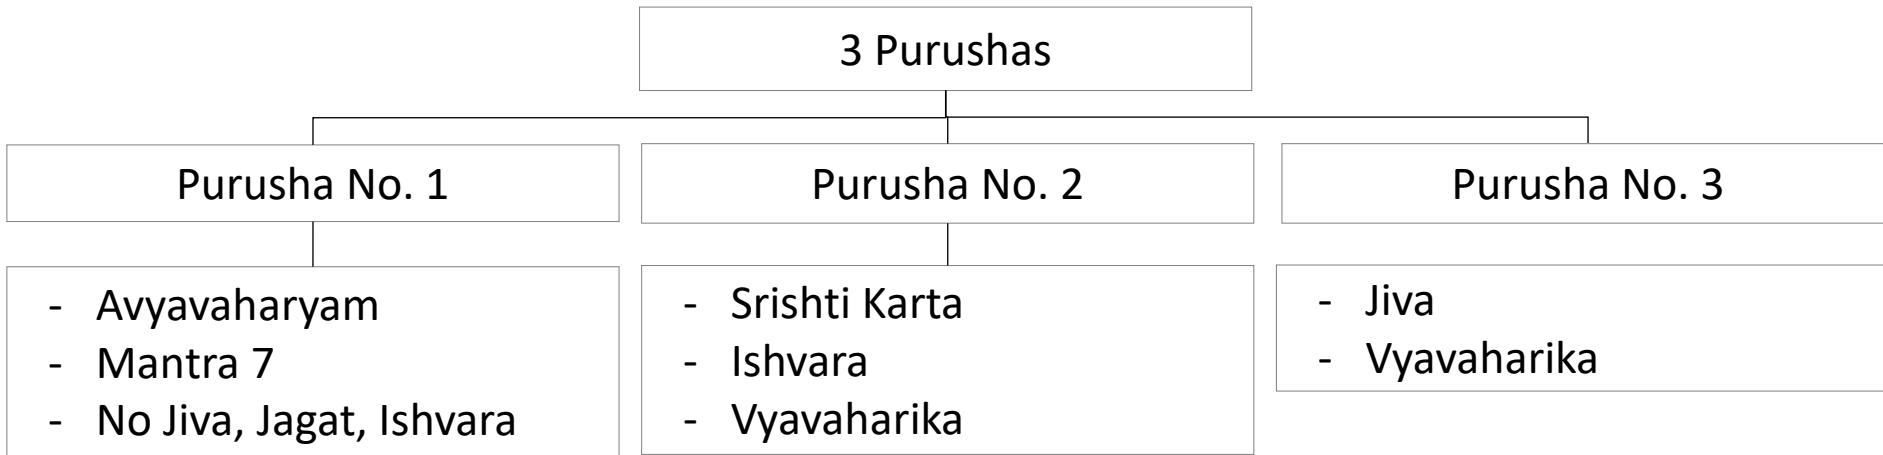 3 Purushas
Purusha No. 1
Purusha No. 2
Purusha No. 3
- Avyavaharyam
- Mantra 7
- No Jiva, Jagat, Ishvara
- Srishti Karta
- Ishvara
- Vyavaharika
- Jiva
- Vyavaharika